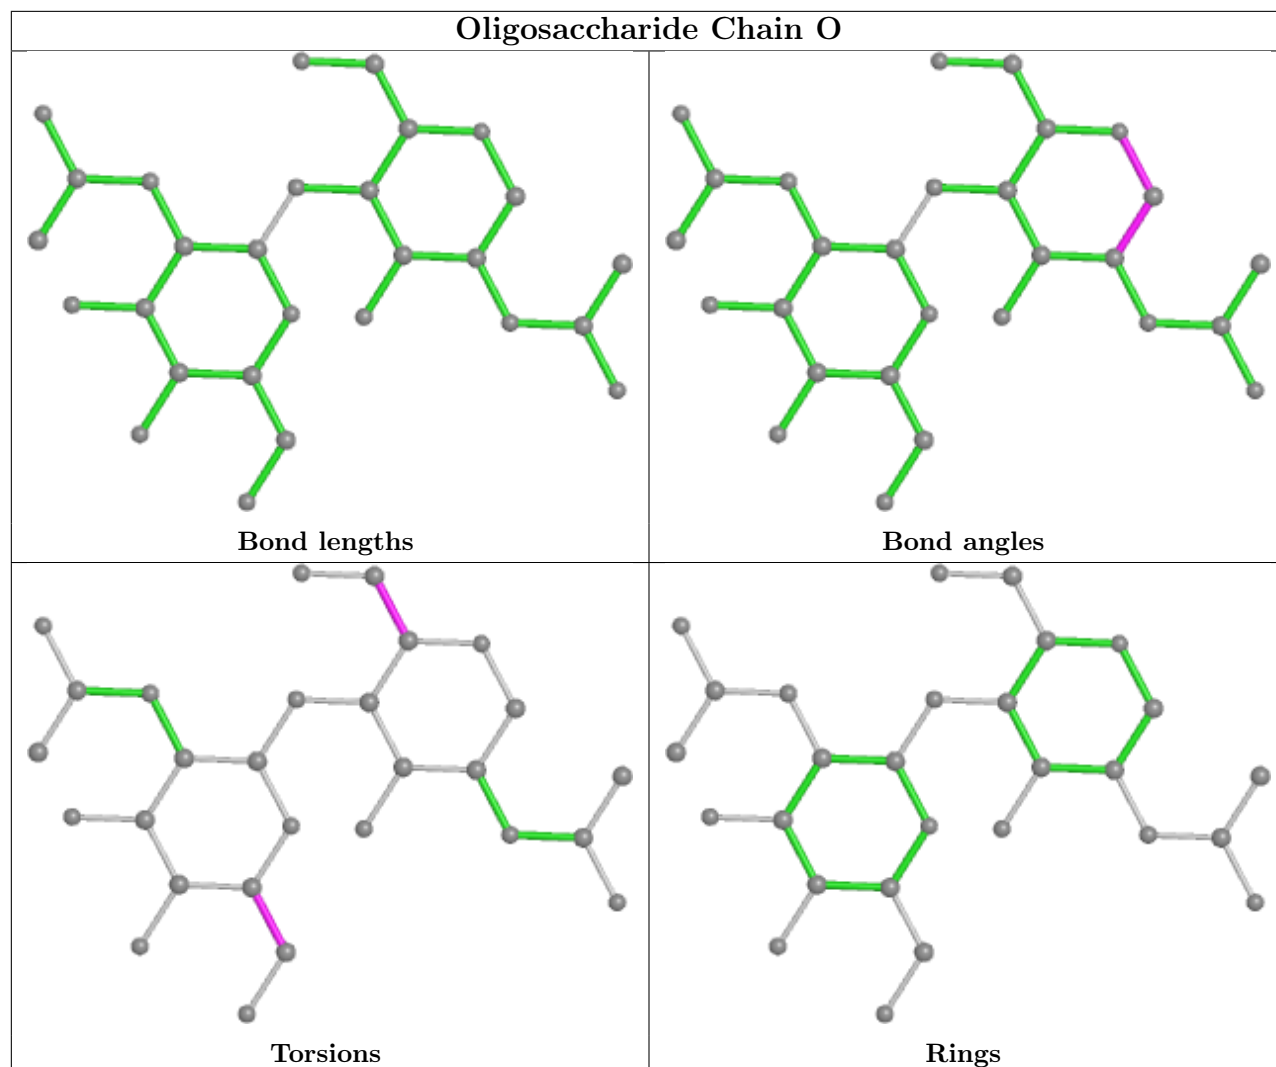 Oligosaccharide Chain O
Bond lengths
Bond angles
Torsions
Rings